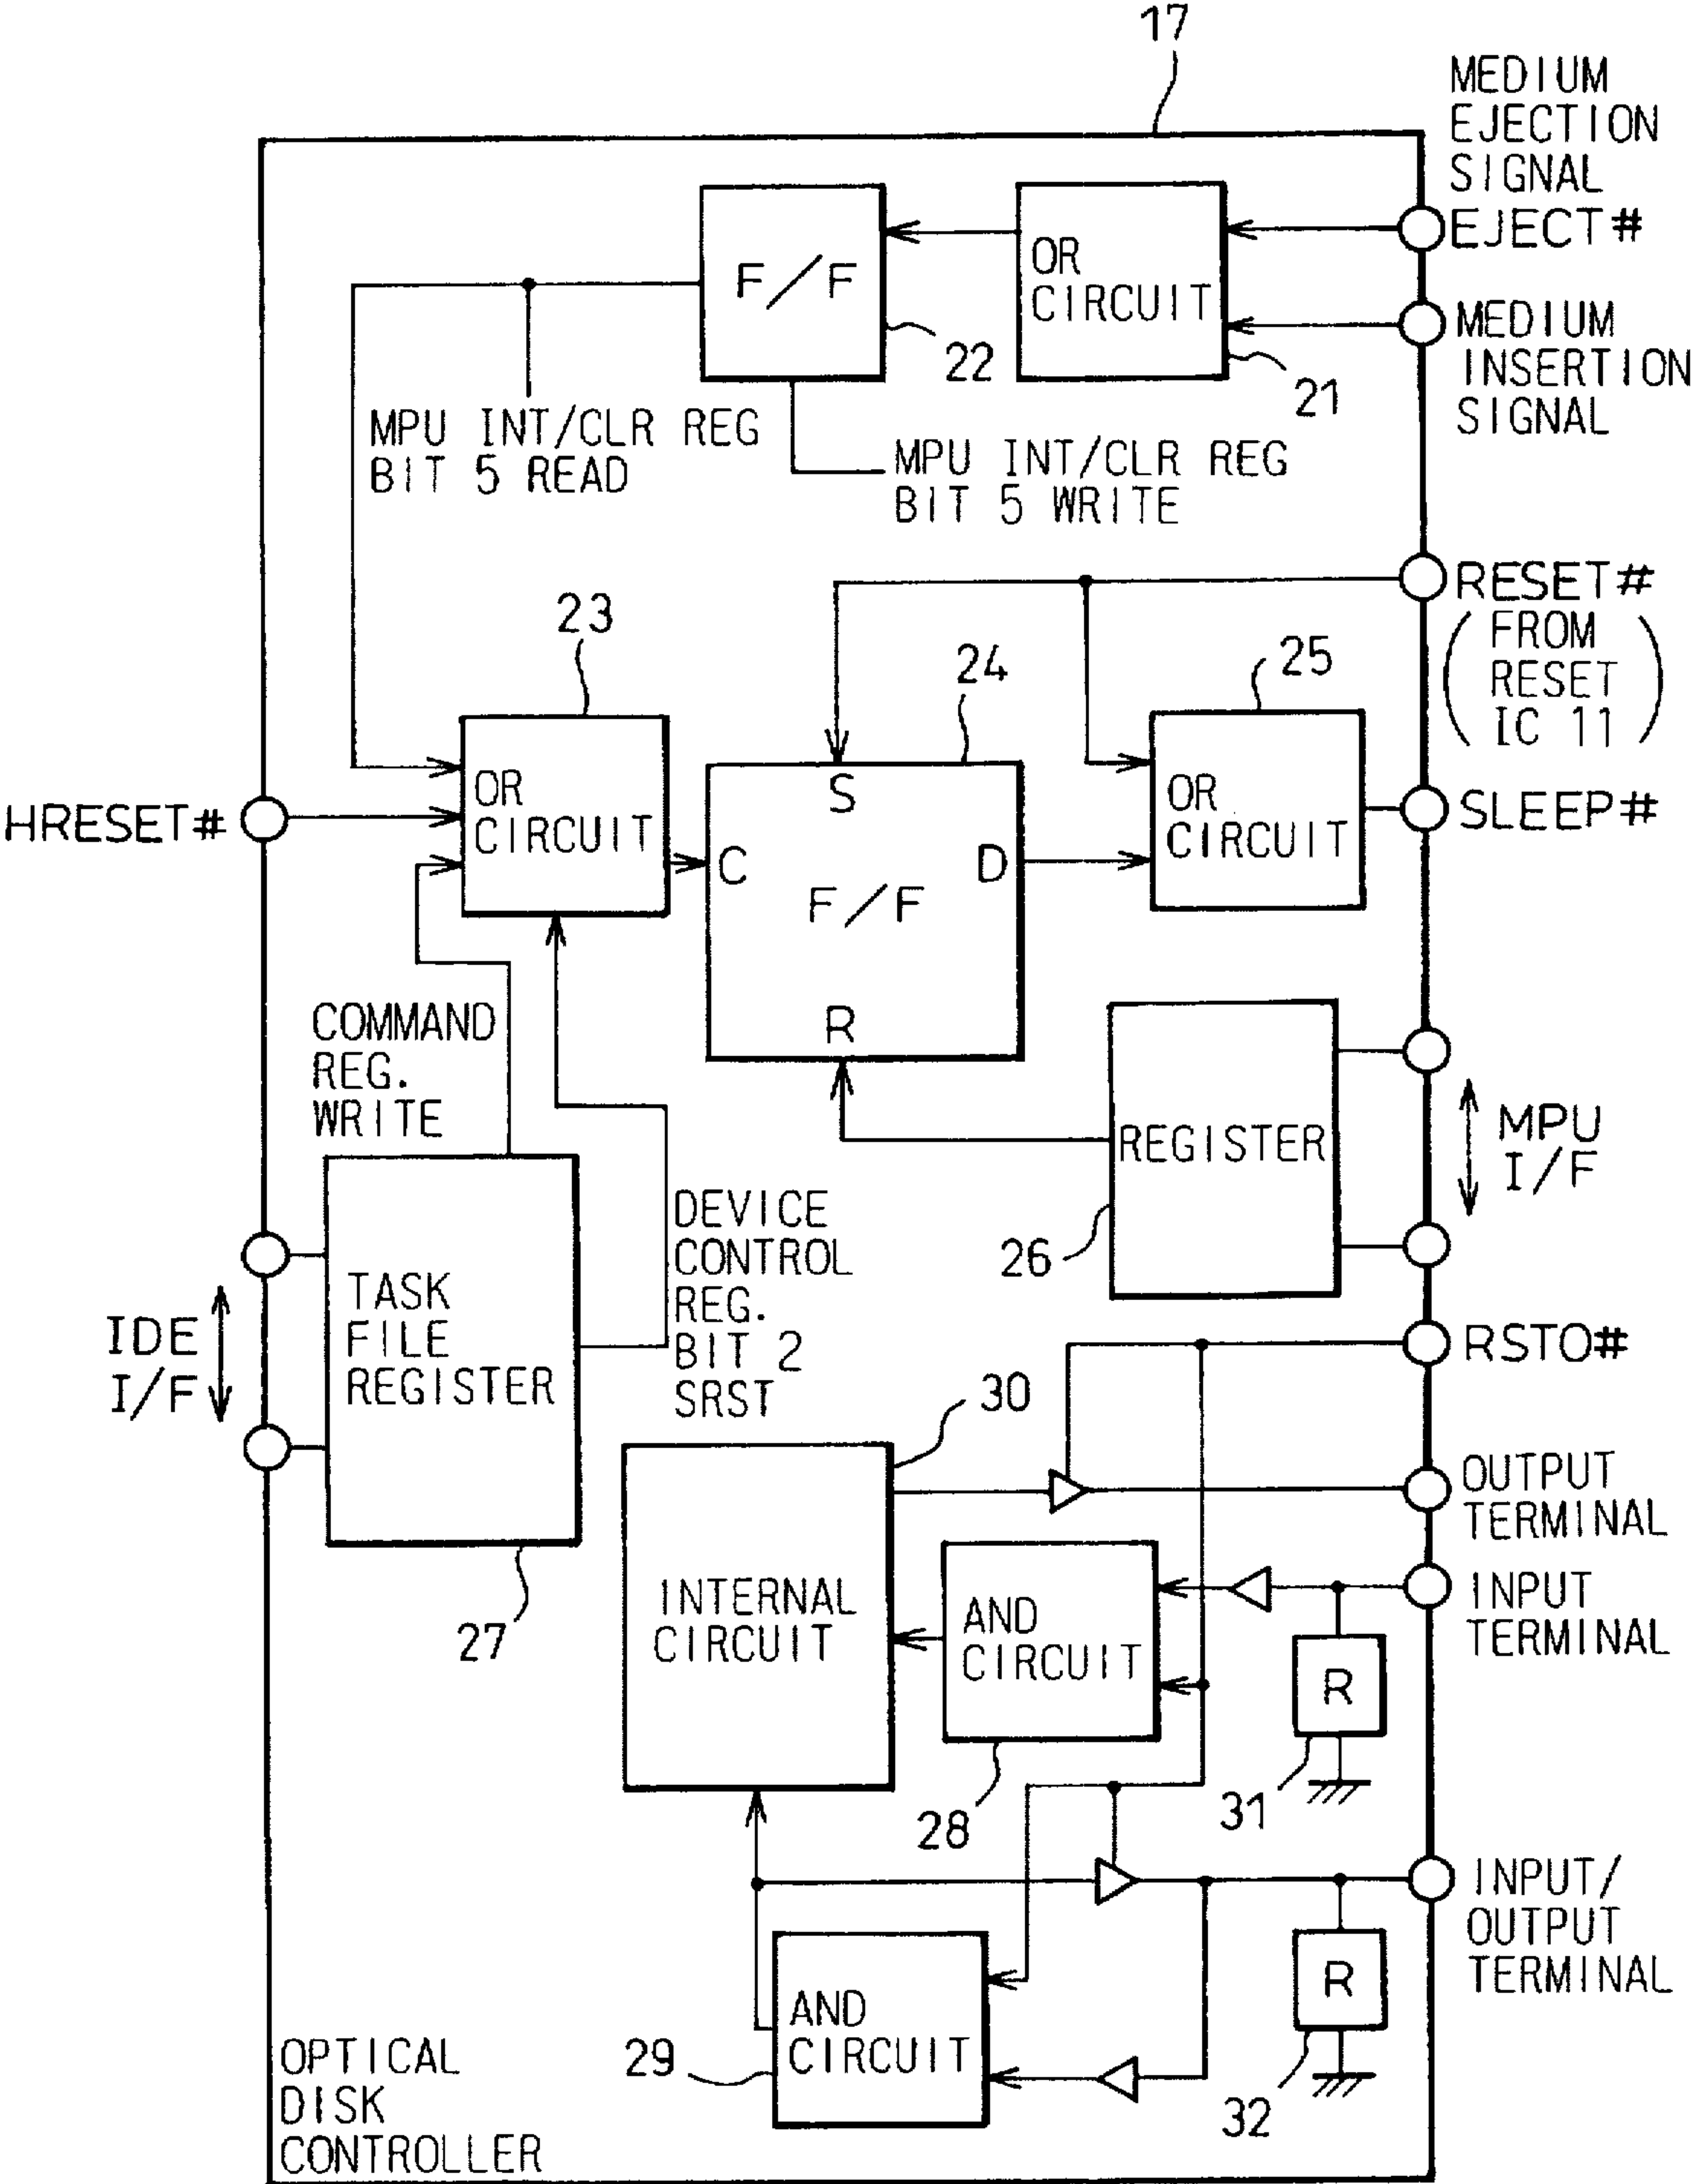 17
MEDIUM
EJECTION
SIGNAL
EJECT#
F/F
OR
CIRCUIT
22
21
MEDIUM
INSERTION
SIGNAL
MPU INT/CLR REG
BIT 5 READ
MPU INT/CLR REG
BIT 5 WRITE
RESET#
(FROM
RESET
IC 11)
23
24
25
HRESET#
OR
CIRCUIT
S
C
D
F/F
R
OR
CIRCUIT
SLEEP#
COMMAND
REG.
WRITE
REGISTER
26
MPU
I/F
DEVICE
CONTROL
REG.
BIT 2
SRST
IDE
I/F
TASK
FILE
REGISTER
27
RSTO#
30
OUTPUT
TERMINAL
INTERNAL
CIRCUIT
AND
CIRCUIT
28
INPUT
TERMINAL
R
31
INPUT/
OUTPUT
TERMINAL
R
32
AND
CIRCUIT
29
OPTICAL
DISK
CONTROLLER